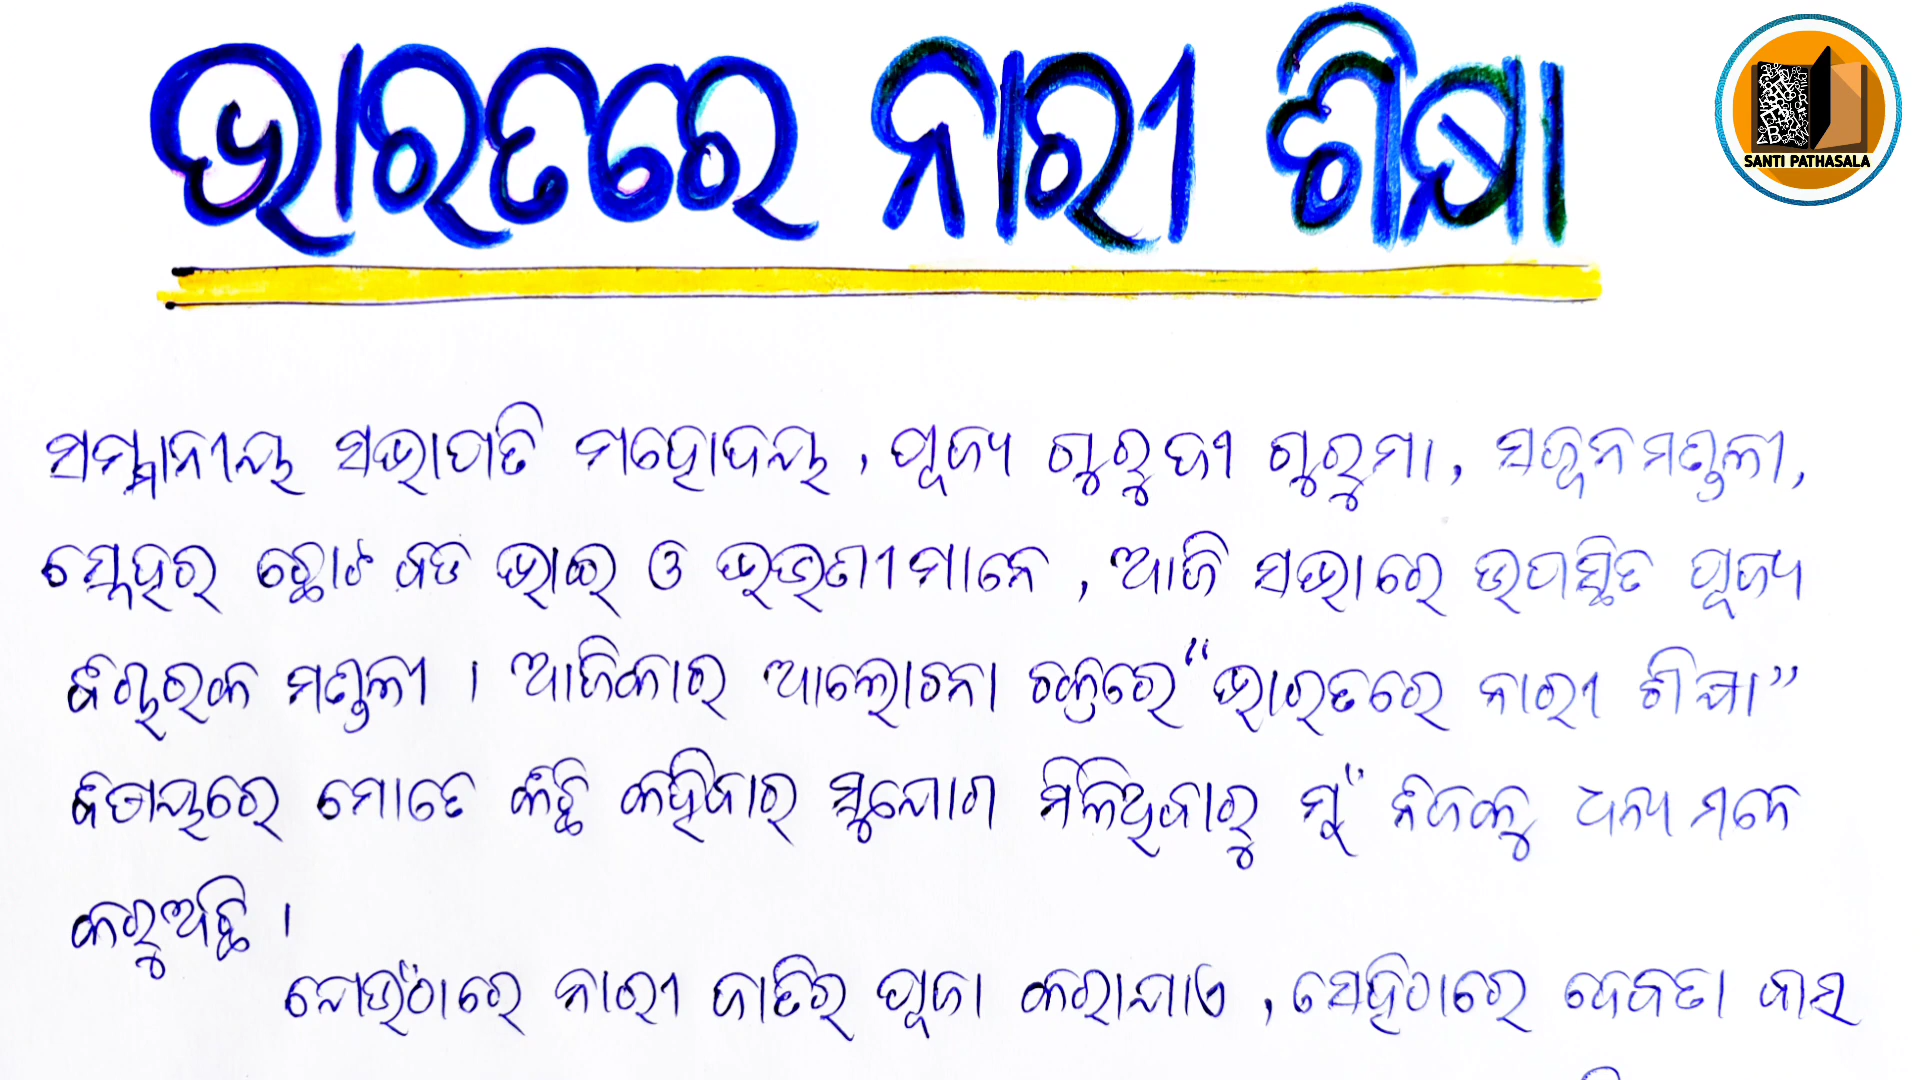 ଭାରତରେ ନାରୀ ଶିକ୍ଷା
SANTI PATHASALA
ସମ୍ମାନୀୟ ସଭାପତି ମହୋଦୟ, ପୂଜ୍ୟ ଗୁରୁଜୀ ଗୁରୁମା, ସଜ୍ଜନମଣ୍ଡଳୀ,
ସ୍ନେହର ଛୋଟ ବଡ ଭାଇ ଓ ଭଉଣୀମାନେ, ଆଜି ସଭାରେ ଉପସ୍ଥିତ ପୂଜ୍ୟ
ବିଚାରକ ମଣ୍ଡଳୀ । ଆଜିକାର ଆଲୋଚନା ଚକ୍ରରେ "ଭାରତରେ ନାରୀ ଶିକ୍ଷା"
ବିଷୟରେ ମୋତେ କିଛି କହିବାର ସୁଯୋଗ ମିଳିଥିବାରୁ ମୁଁ ନିଜକୁ ଧନ୍ୟ ମନେ
କରୁଅଛି ।
ଯେଉଁଠାରେ ନାରୀ ଜାତିର ପୂଜା କରାଯାଏ, ସେହିଠାରେ ଦେବତା ବାସ